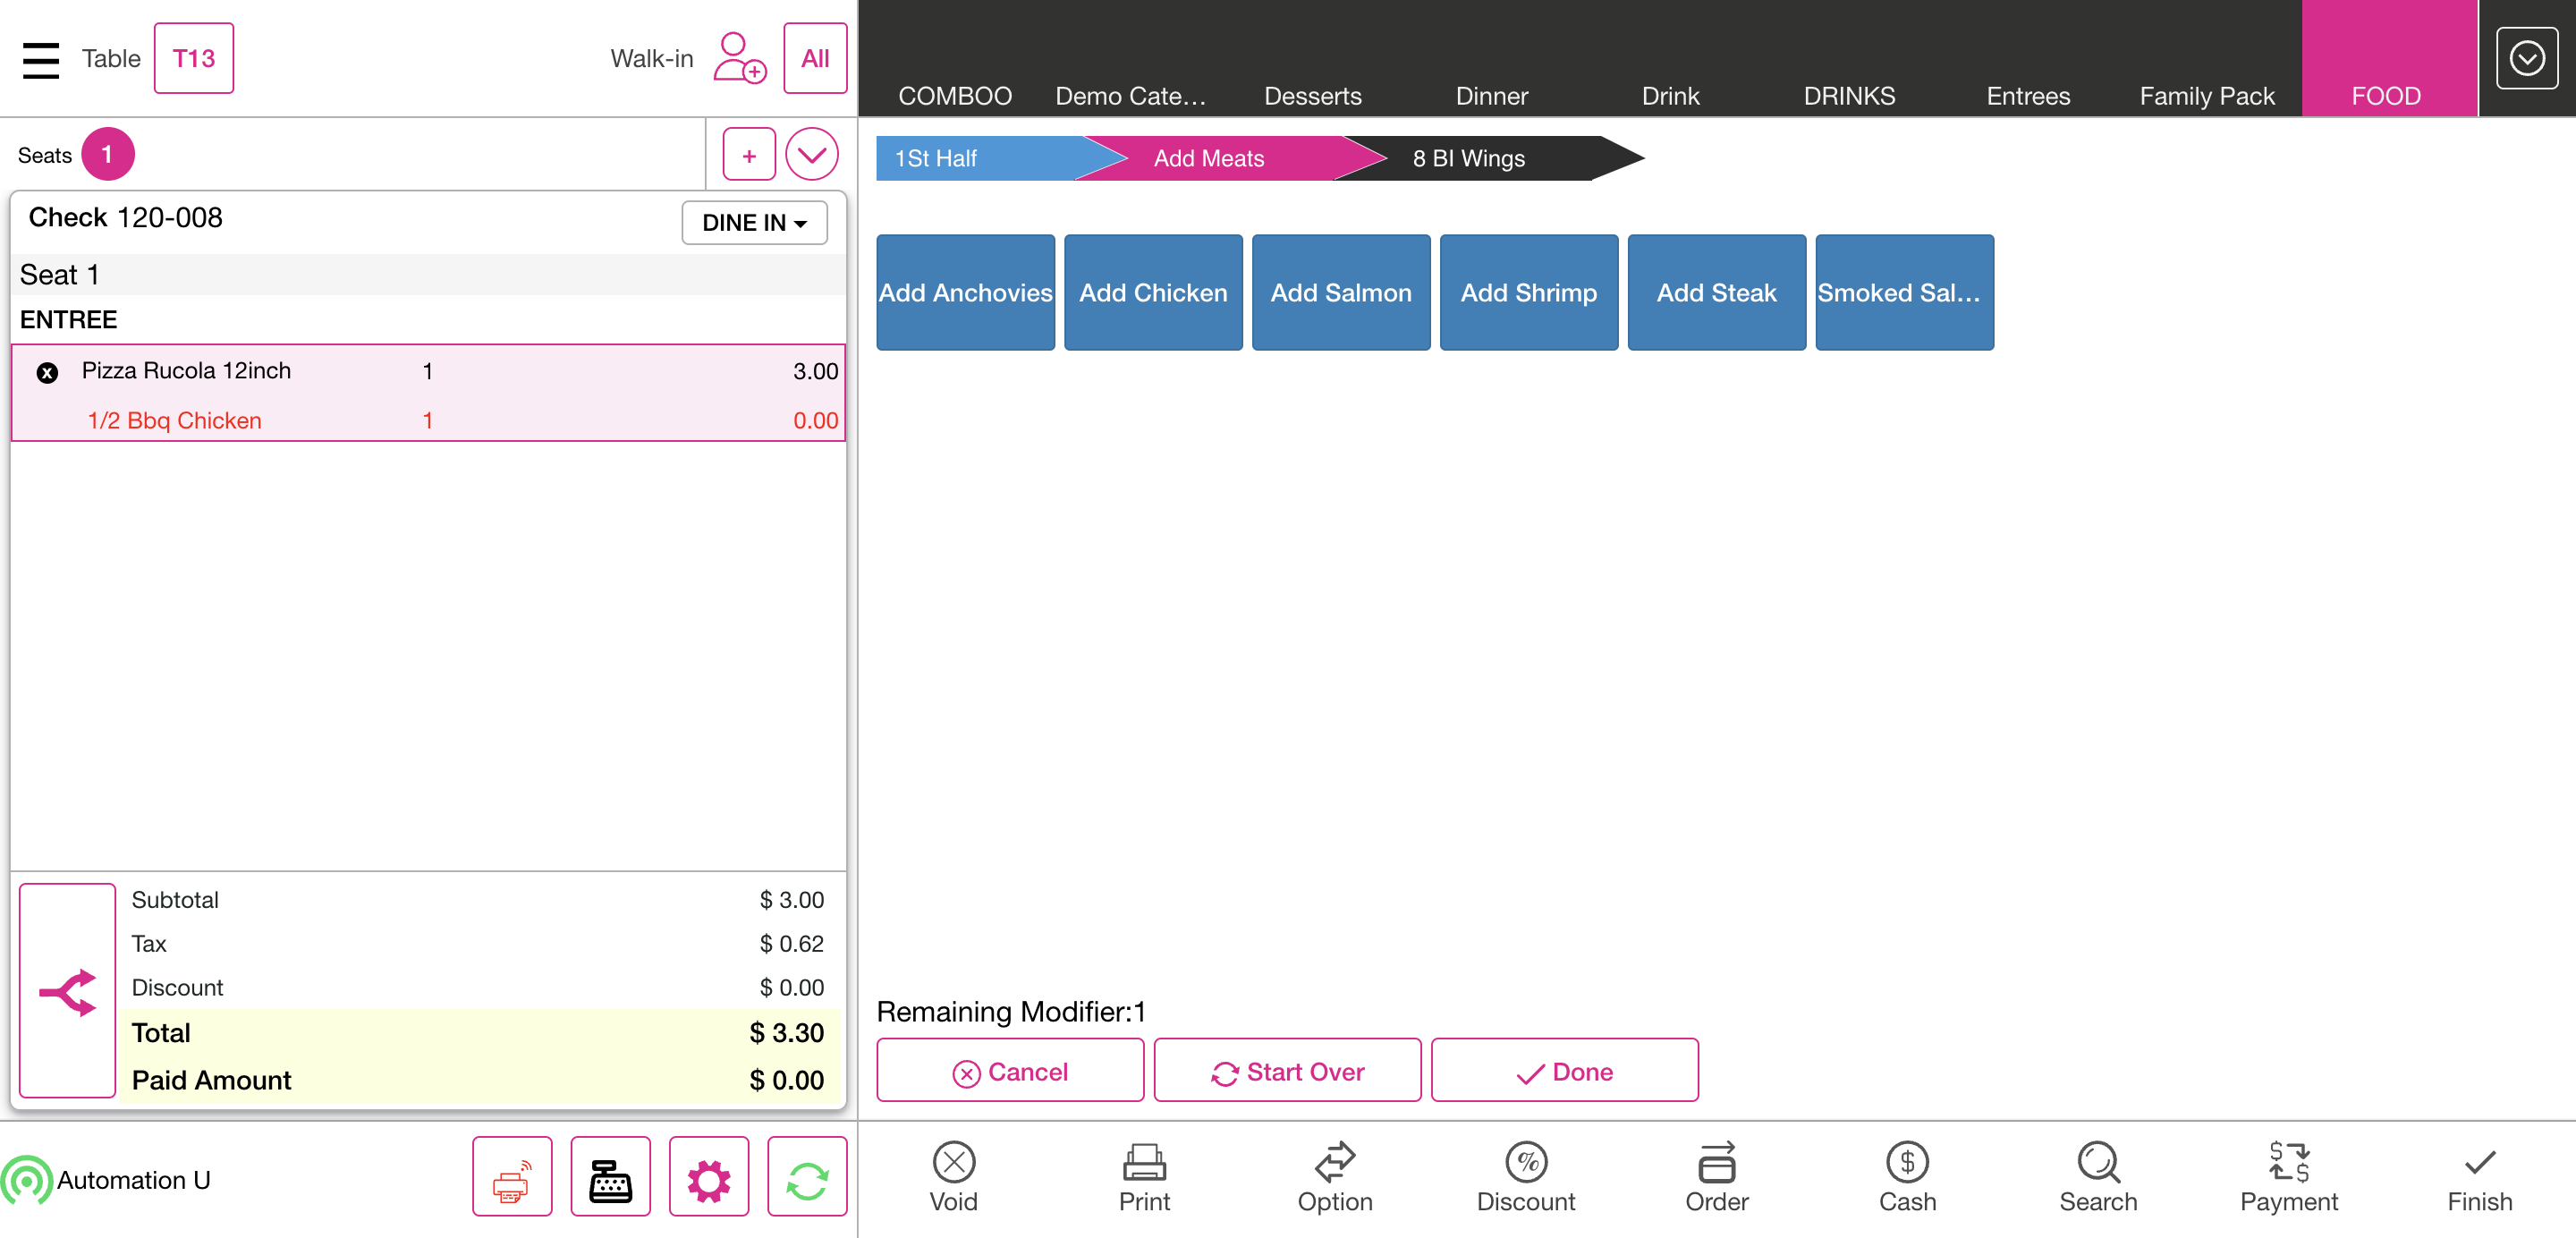 Table T13 Walk-in All
COMBOO Demo Cate... Desserts Dinner Drink DRINKS Entrees Family Pack FOOD
Seats 1 +
Check 120-008 DINE IN
Seat 1
ENTREE
x Pizza Rucola 12inch 1 3.00
1/2 Bbq Chicken 1 0.00
Subtotal $ 3.00
Tax $ 0.62
Discount $ 0.00
Total $ 3.30
Paid Amount $ 0.00
Automation U
1St Half Add Meats 8 Bl Wings
Add Anchovies Add Chicken Add Salmon Add Shrimp Add Steak Smoked Sal...
Remaining Modifier:1
Cancel Start Over Done
Void Print Option Discount Order Cash Search Payment Finish